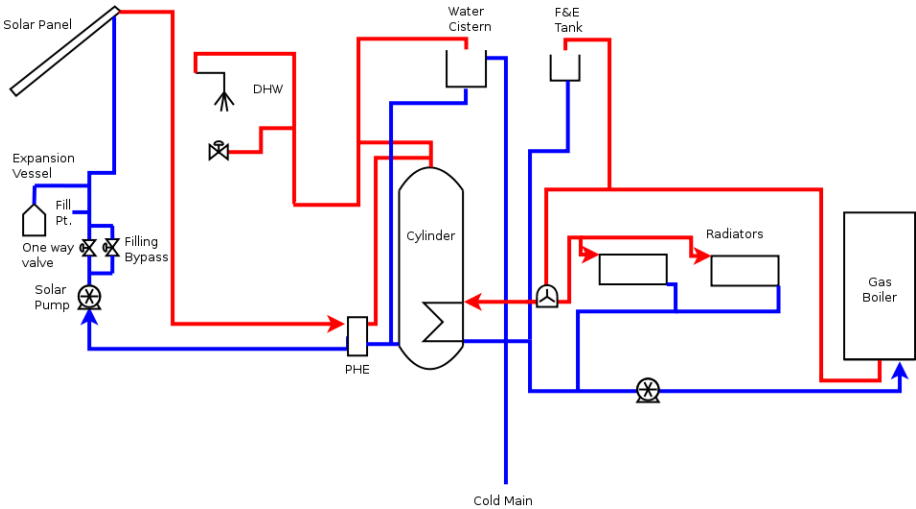 Solar Panel
Water
Cistern
F&E
Tank
DHW
Expansion
Vessel
Fill
Pt.
One way
valve
Filling
Bypass
Solar
Pump
Cylinder
Radiators
Gas
Boiler
PHE
Cold Main